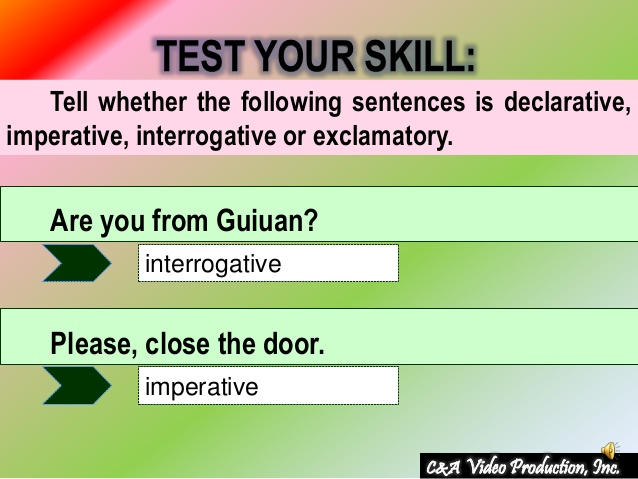 TEST YOUR SKILL:
Tell whether the following sentences is declarative,
imperative, interrogative or exclamatory.
Are you from Guiuan?
interrogative
Please, close the door.
imperative
C&A Video Production, Inc.